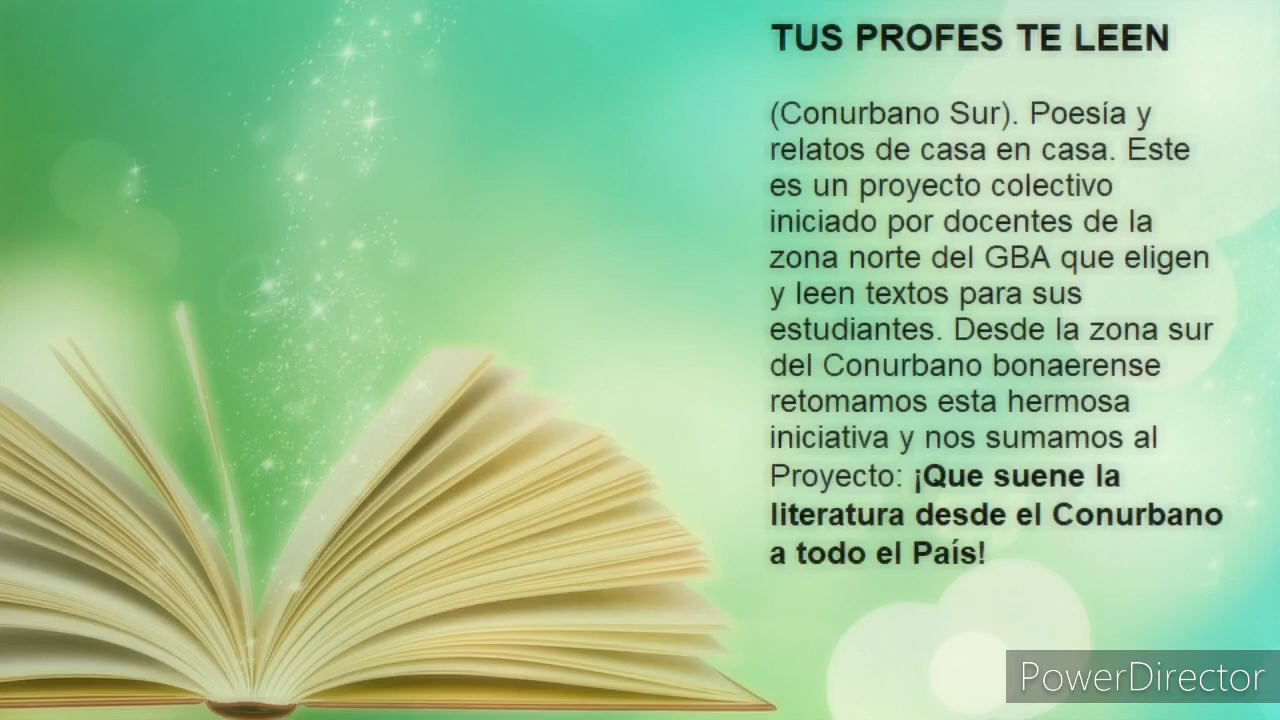 TUS PROFES TE LEEN
(Conurbano Sur). Poesía y
relatos de casa en casa. Este
es un proyecto colectivo
iniciado por docentes de la
zona norte del GBA que eligen
y leen textos para sus
estudiantes. Desde la zona sur
del Conurbano bonaerense
retomamos esta hermosa
iniciativa y nos sumamos al
Proyecto: ¡Que suene la
literatura desde el Conurbano
a todo el País!
PowerDirector